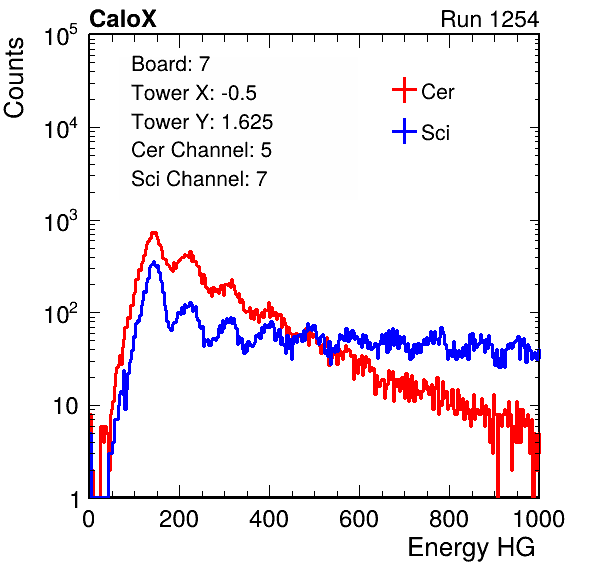 CaloX Run 1254
Board: 7
Tower X: -0.5
Tower Y: 1.625
Cer Channel: 5
Sci Channel: 7
Cer
Sci
Counts
10^5
10^4
10^3
10^2
10
1
0 200 400 600 800 1000
Energy HG